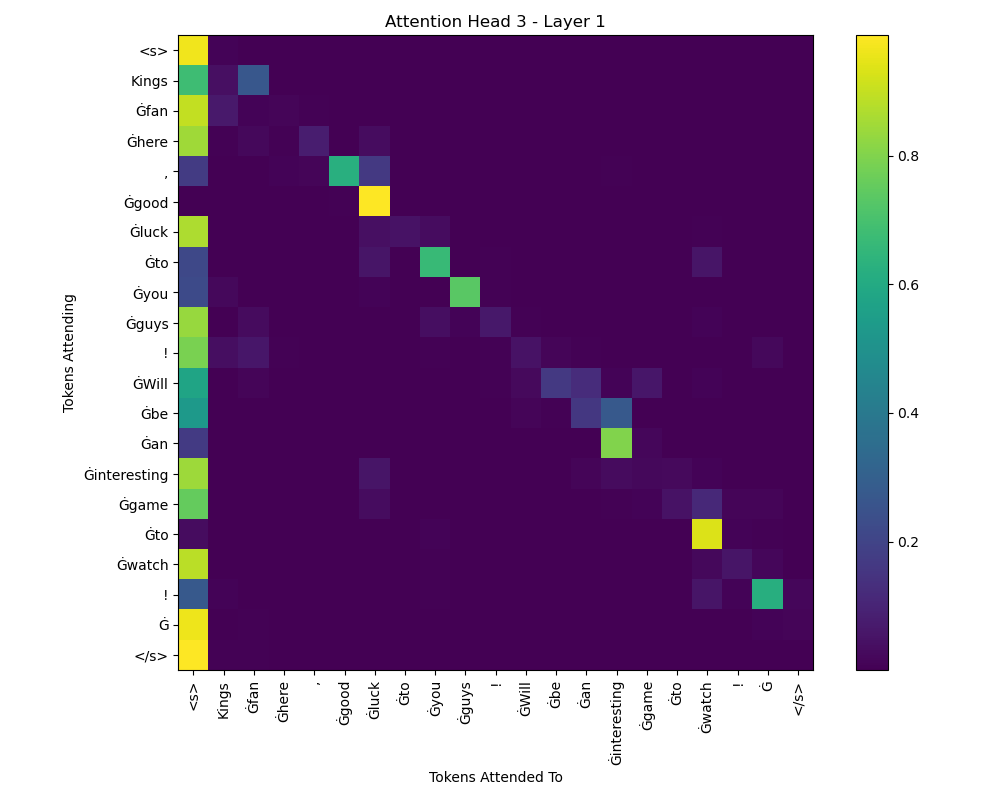 Attention Head 3 - Layer 1
<s>
Kings
Ġfan
Ġhere
,
Ġgood
Ġluck
Ġto
Ġyou
Ġguys
!
ĠWill
Ġbe
Ġan
Ġinteresting
Ġgame
Ġto
Ġwatch
!
Ġ
</s>
Tokens Attending
<s>
Kings
Ġfan
Ġhere
,
Ġgood
Ġluck
Ġto
Ġyou
Ġguys
!
ĠWill
Ġbe
Ġan
Ġinteresting
Ġgame
Ġto
Ġwatch
!
Ġ
</s>
Tokens Attended To
0.8
0.6
0.4
0.2